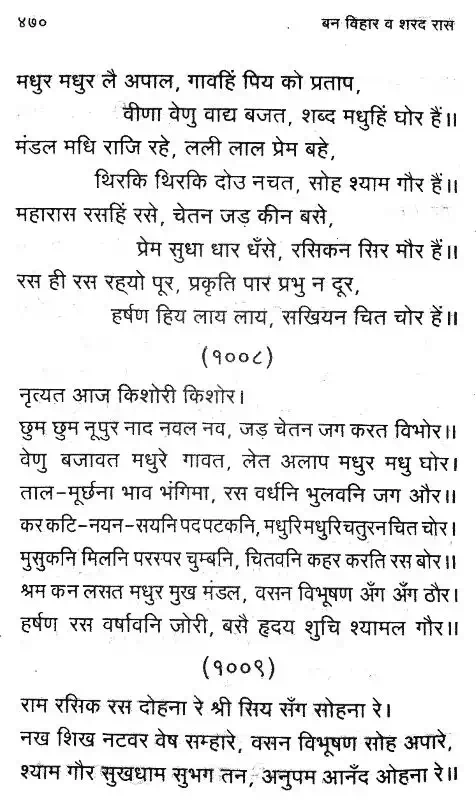 ४७०
बन विहार व शरद रास
मधुर मधुर लै अपाल, गावहिं पिय को प्रताप,
वीणा वेणु वाद्य बजत, शब्द मधुहिं घोर हैं॥
मंडल मधि राजि रहे, लली लाल प्रेम बहे,
थिरकि थिरकि दोउ नचत, सोह श्याम गौर हैं॥
महारास रसहिं रसे, चेतन जड़ कीन बसे,
प्रेम सुधा धार धँसे, रसिकन सिर मौर हैं॥
रस ही रस रह्यो पूर, प्रकृति पार प्रभु न दूर,
हर्षण हिय लाय लाय, सखियन चित चोर हें॥
(१००८)
नृत्यत आज किशोरी किशोर।
छुम छुम नूपुर नाद नवल नव, जड़ चेतन जग करत विभोर॥
वेणु बजावत मधुरे गावत, लेत अलाप मधुर मधु घोर।
ताल-मूर्छना भाव भंगिमा, रस वर्धनि भुलवनि जग और॥
कर कटि-नयन-सयनि पद पटकनि, मधुरि मधुरि चतुरन चित चोर।
मुसुकनि मिलनि परस्पर चुम्बनि, चितवनि कहर करति रस बोर॥
श्रम कन लसत मधुर मुख मंडल, वसन विभूषण अँग अँग ठौर।
हर्षण रस वर्षावनि जोरी, बसै हृदय शुचि श्यामल गौर॥
(१००९)
राम रसिक रस दोहना रे श्री सिय सँग सोहना रे।
नख शिख नटवर वेष सम्हारे, वसन विभूषण सोह अपारे,
श्याम गौर सुखधाम सुभग तन, अनुपम आनँद ओहना रे॥